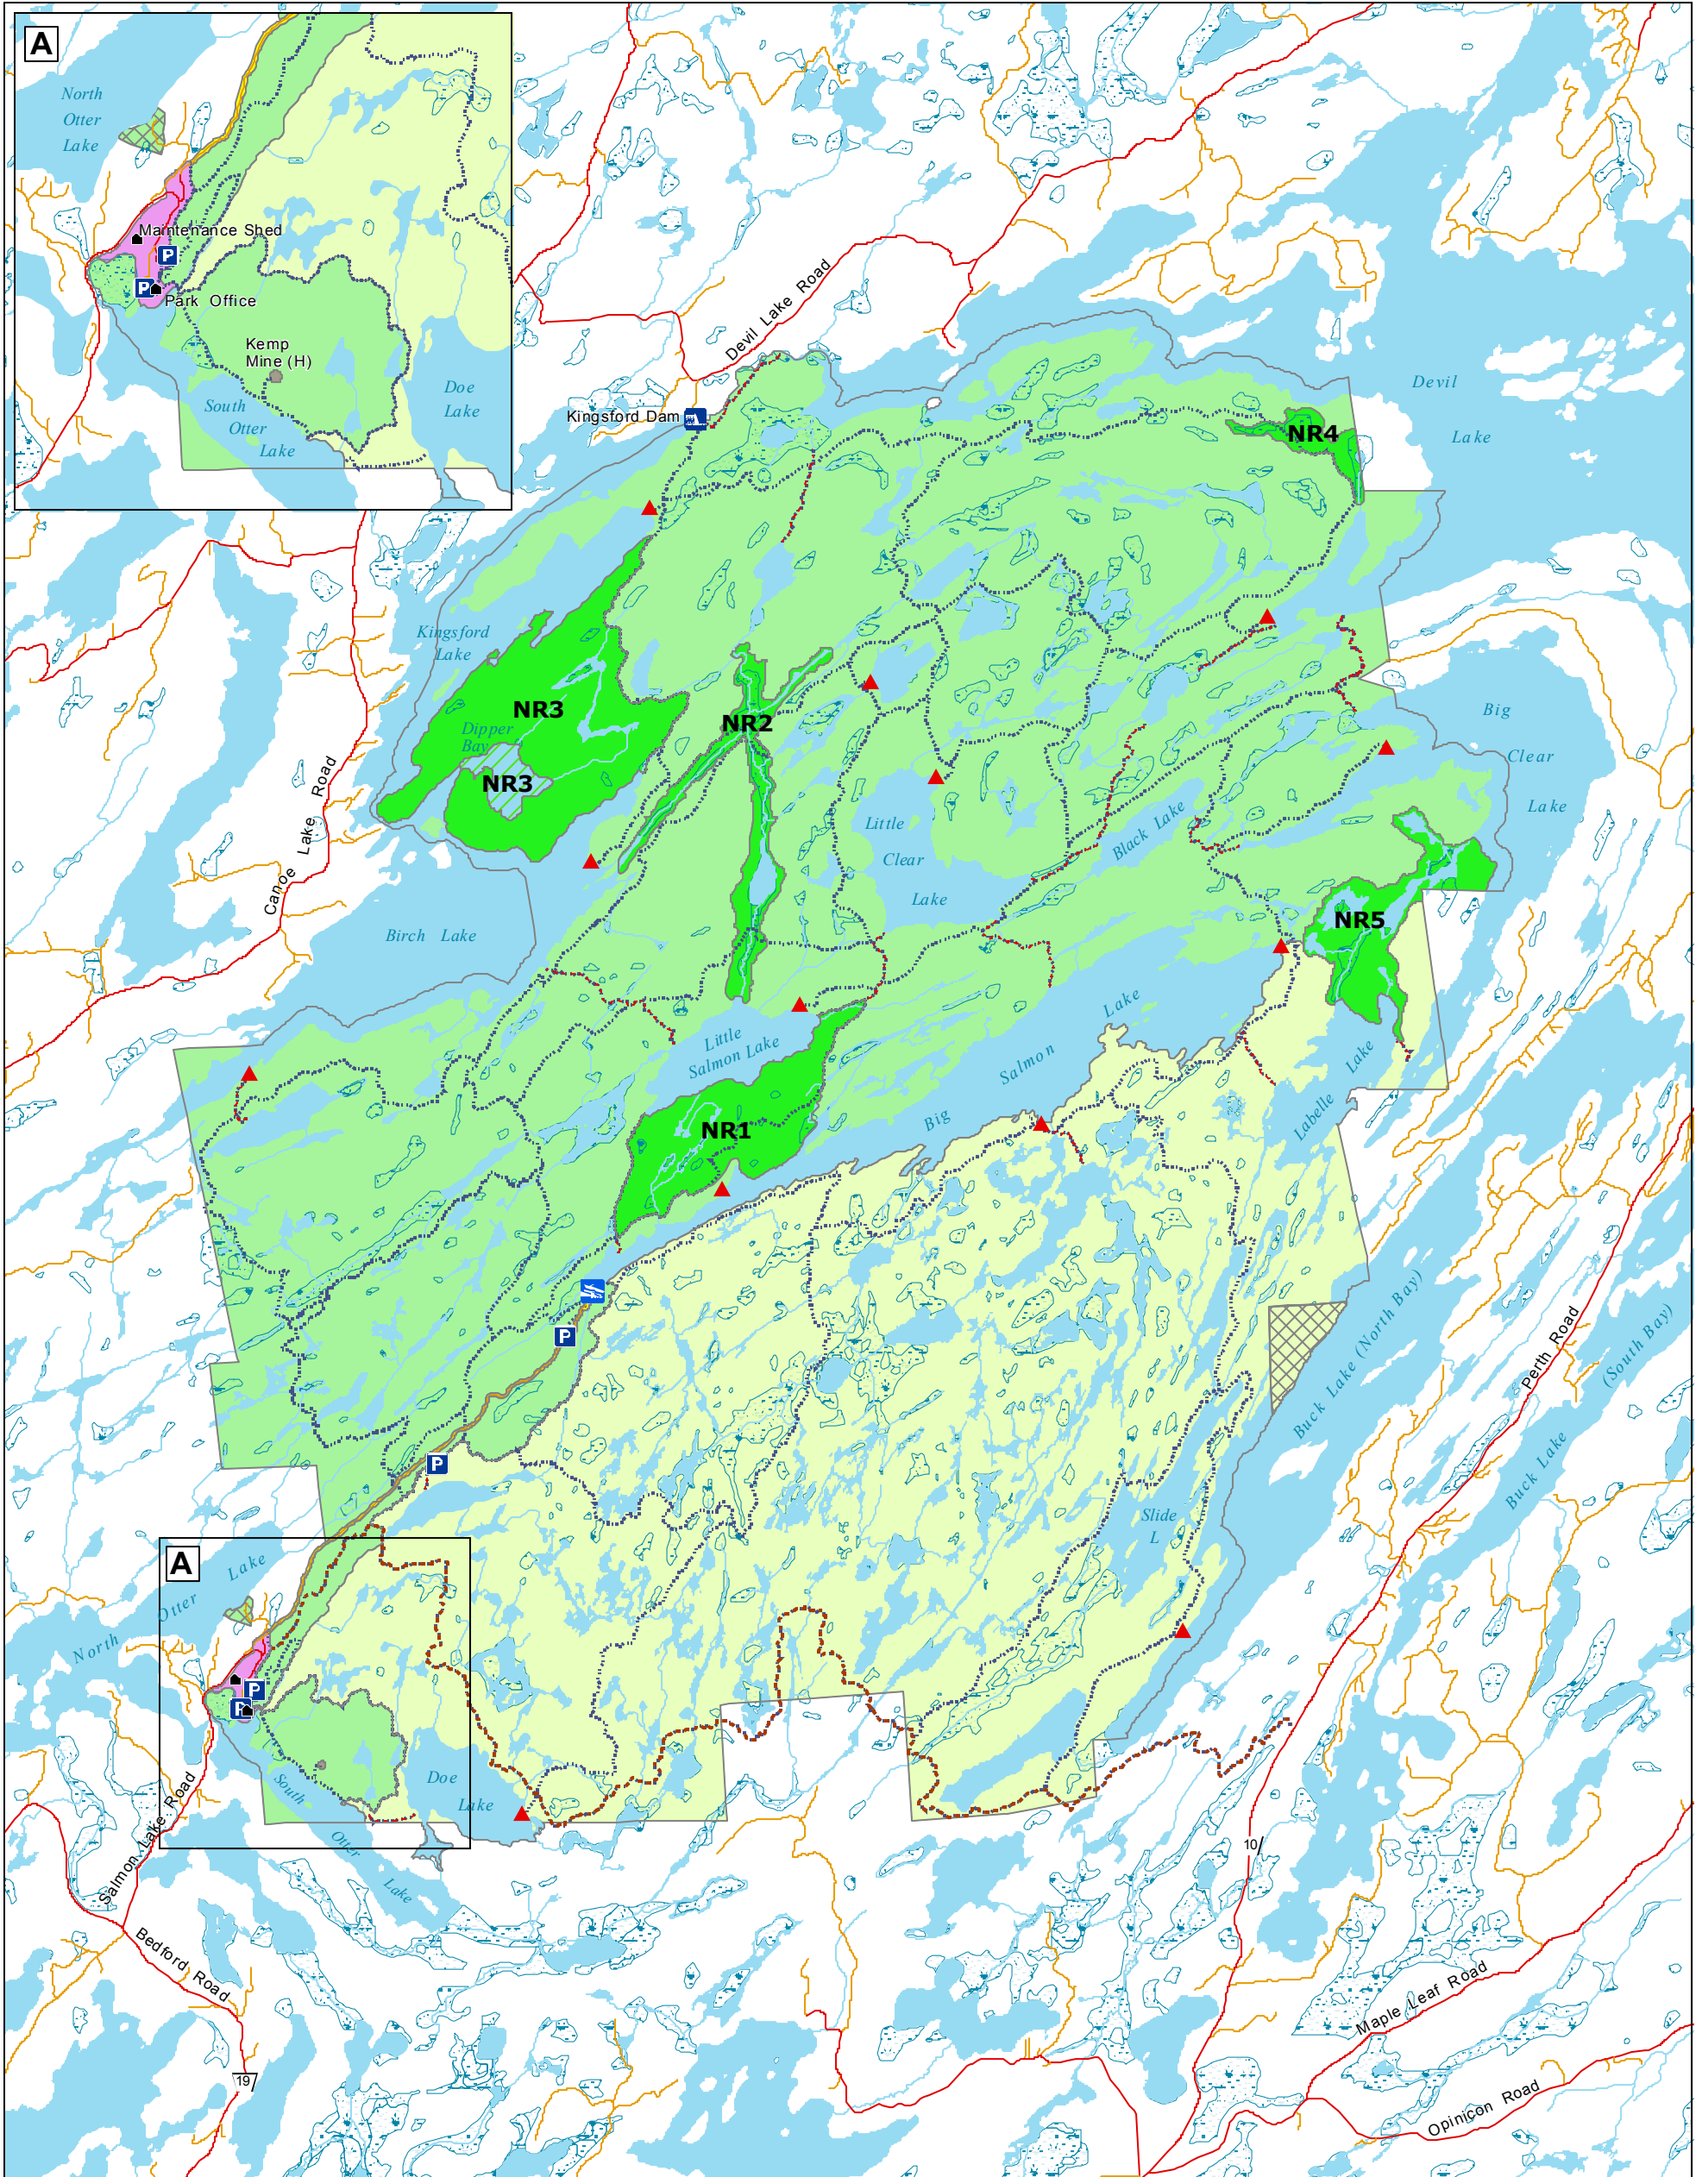 A
North
Otter
Lake
Maintenance Shed
P
P
Park Office
Kemp
Mine (H)
South
Otter
Lake
Doe
Lake
Devil Lake Road
Kingsford Dam
Devil
Lake
NR4
Kingsford
Lake
NR3
Dipper
Bay
NR3
NR2
Big
Clear
Lake
Canoe Lake Road
Little
Clear
Lake
Black Lake
NR5
Birch Lake
Little
Salmon Lake
Big Salmon Lake
Labelle Lake
NR1
P
P
Buck Lake (North Bay)
Perth Road
Buck Lake (South Bay)
Slide
L
A
North Otter Lake
P
P
Doe
Lake
South Otter Lake
Salmon Lake Road
Bedford Road
19
10
Maple Leaf Road
Opinicon Road